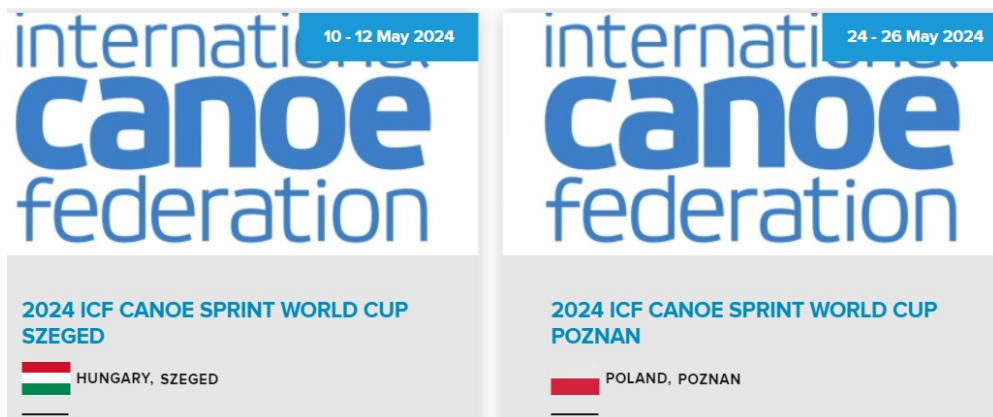 10 - 12 May 2024
international
canoe
federation
2024 ICF CANOE SPRINT WORLD CUP
SZEGED
HUNGARY, SZEGED
24 - 26 May 2024
international
canoe
federation
2024 ICF CANOE SPRINT WORLD CUP
POZNAN
POLAND, POZNAN